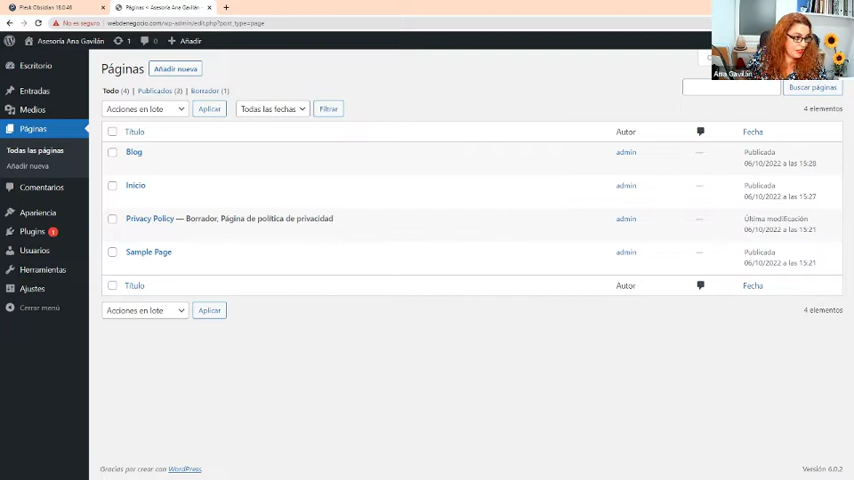 Plesk Obsidian 18.0.46
Páginas ‹ Asesoría Ana Gavilán
No es seguro
webdenegocio.com/wp-admin/edit.php?post_type=page
Asesoría Ana Gavilán
1
0
Añadir
Ana Gavilán
Escritorio
Entradas
Medios
Páginas
Todas las páginas
Añadir nueva
Comentarios
Apariencia
Plugins 1
Usuarios
Herramientas
Ajustes
Cerrar menú
Páginas Añadir nueva
Todo (4) | Publicados (2) | Borrador (1)
Buscar páginas
Acciones en lote Aplicar Todas las fechas Filtrar 4 elementos
Título Autor Fecha
Blog admin — Publicada
06/10/2022 a las 15:28
Inicio admin — Publicada
06/10/2022 a las 15:27
Privacy Policy — Borrador, Página de política de privacidad admin — Última modificación
06/10/2022 a las 15:21
Sample Page admin — Publicada
06/10/2022 a las 15:21
Título Autor Fecha
Acciones en lote Aplicar 4 elementos
Gracias por crear con WordPress. Versión 6.0.2